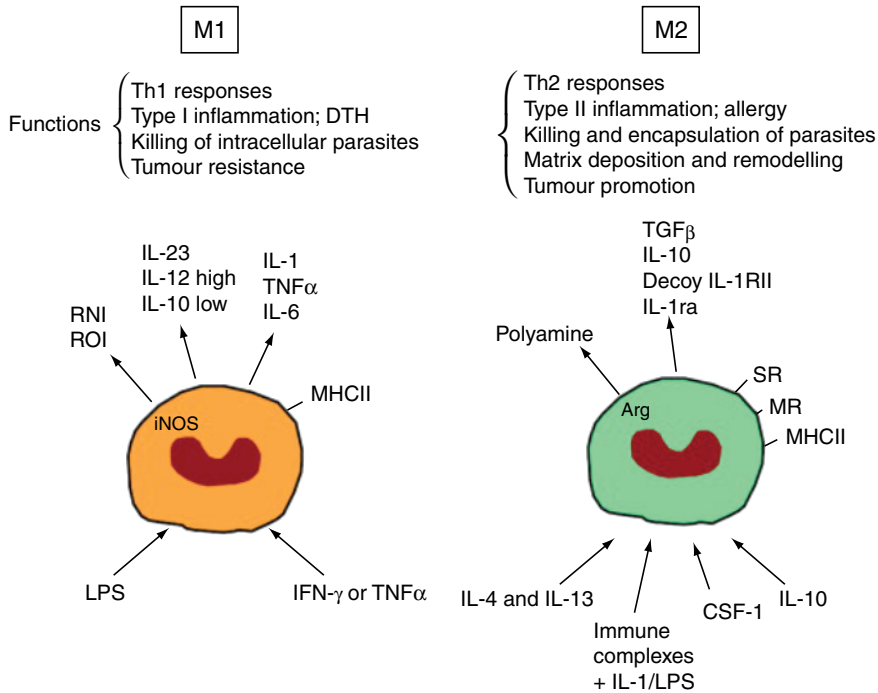 M1
Functions
Th1 responses
Type I inflammation; DTH
Killing of intracellular parasites
Tumour resistance
IL-23
IL-12 high
IL-10 low
IL-1
TNFα
IL-6
RNI
ROI
MHCII
iNOS
LPS
IFN-γ or TNFα
M2
Th2 responses
Type II inflammation; allergy
Killing and encapsulation of parasites
Matrix deposition and remodelling
Tumour promotion
TGFβ
IL-10
Decoy IL-1RII
IL-1ra
Polyamine
SR
MR
MHCII
Arg
IL-4 and IL-13
Immune
complexes
+ IL-1/LPS
CSF-1
IL-10